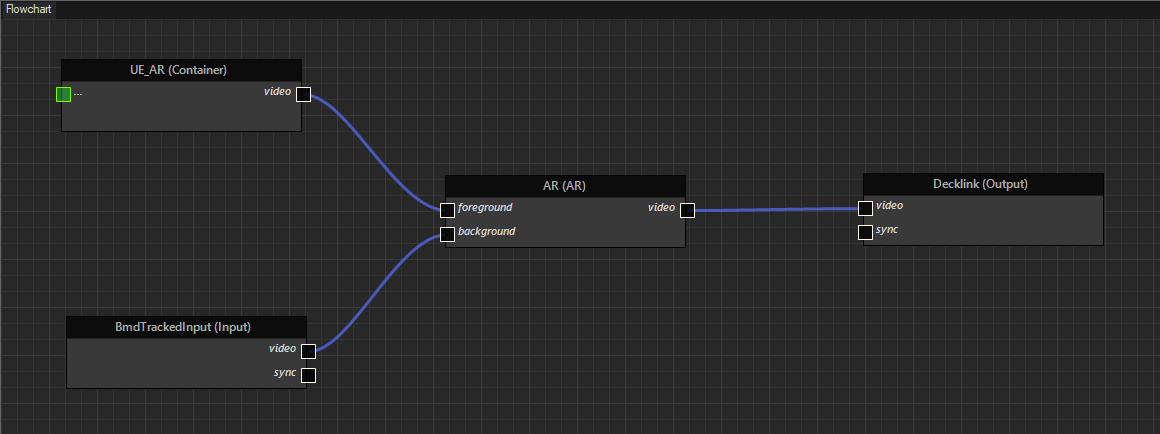 Flowchart
UE_AR (Container)
...
video
AR (AR)
foreground
video
background
Decklink (Output)
video
sync
BmdTrackedInput (Input)
video
sync